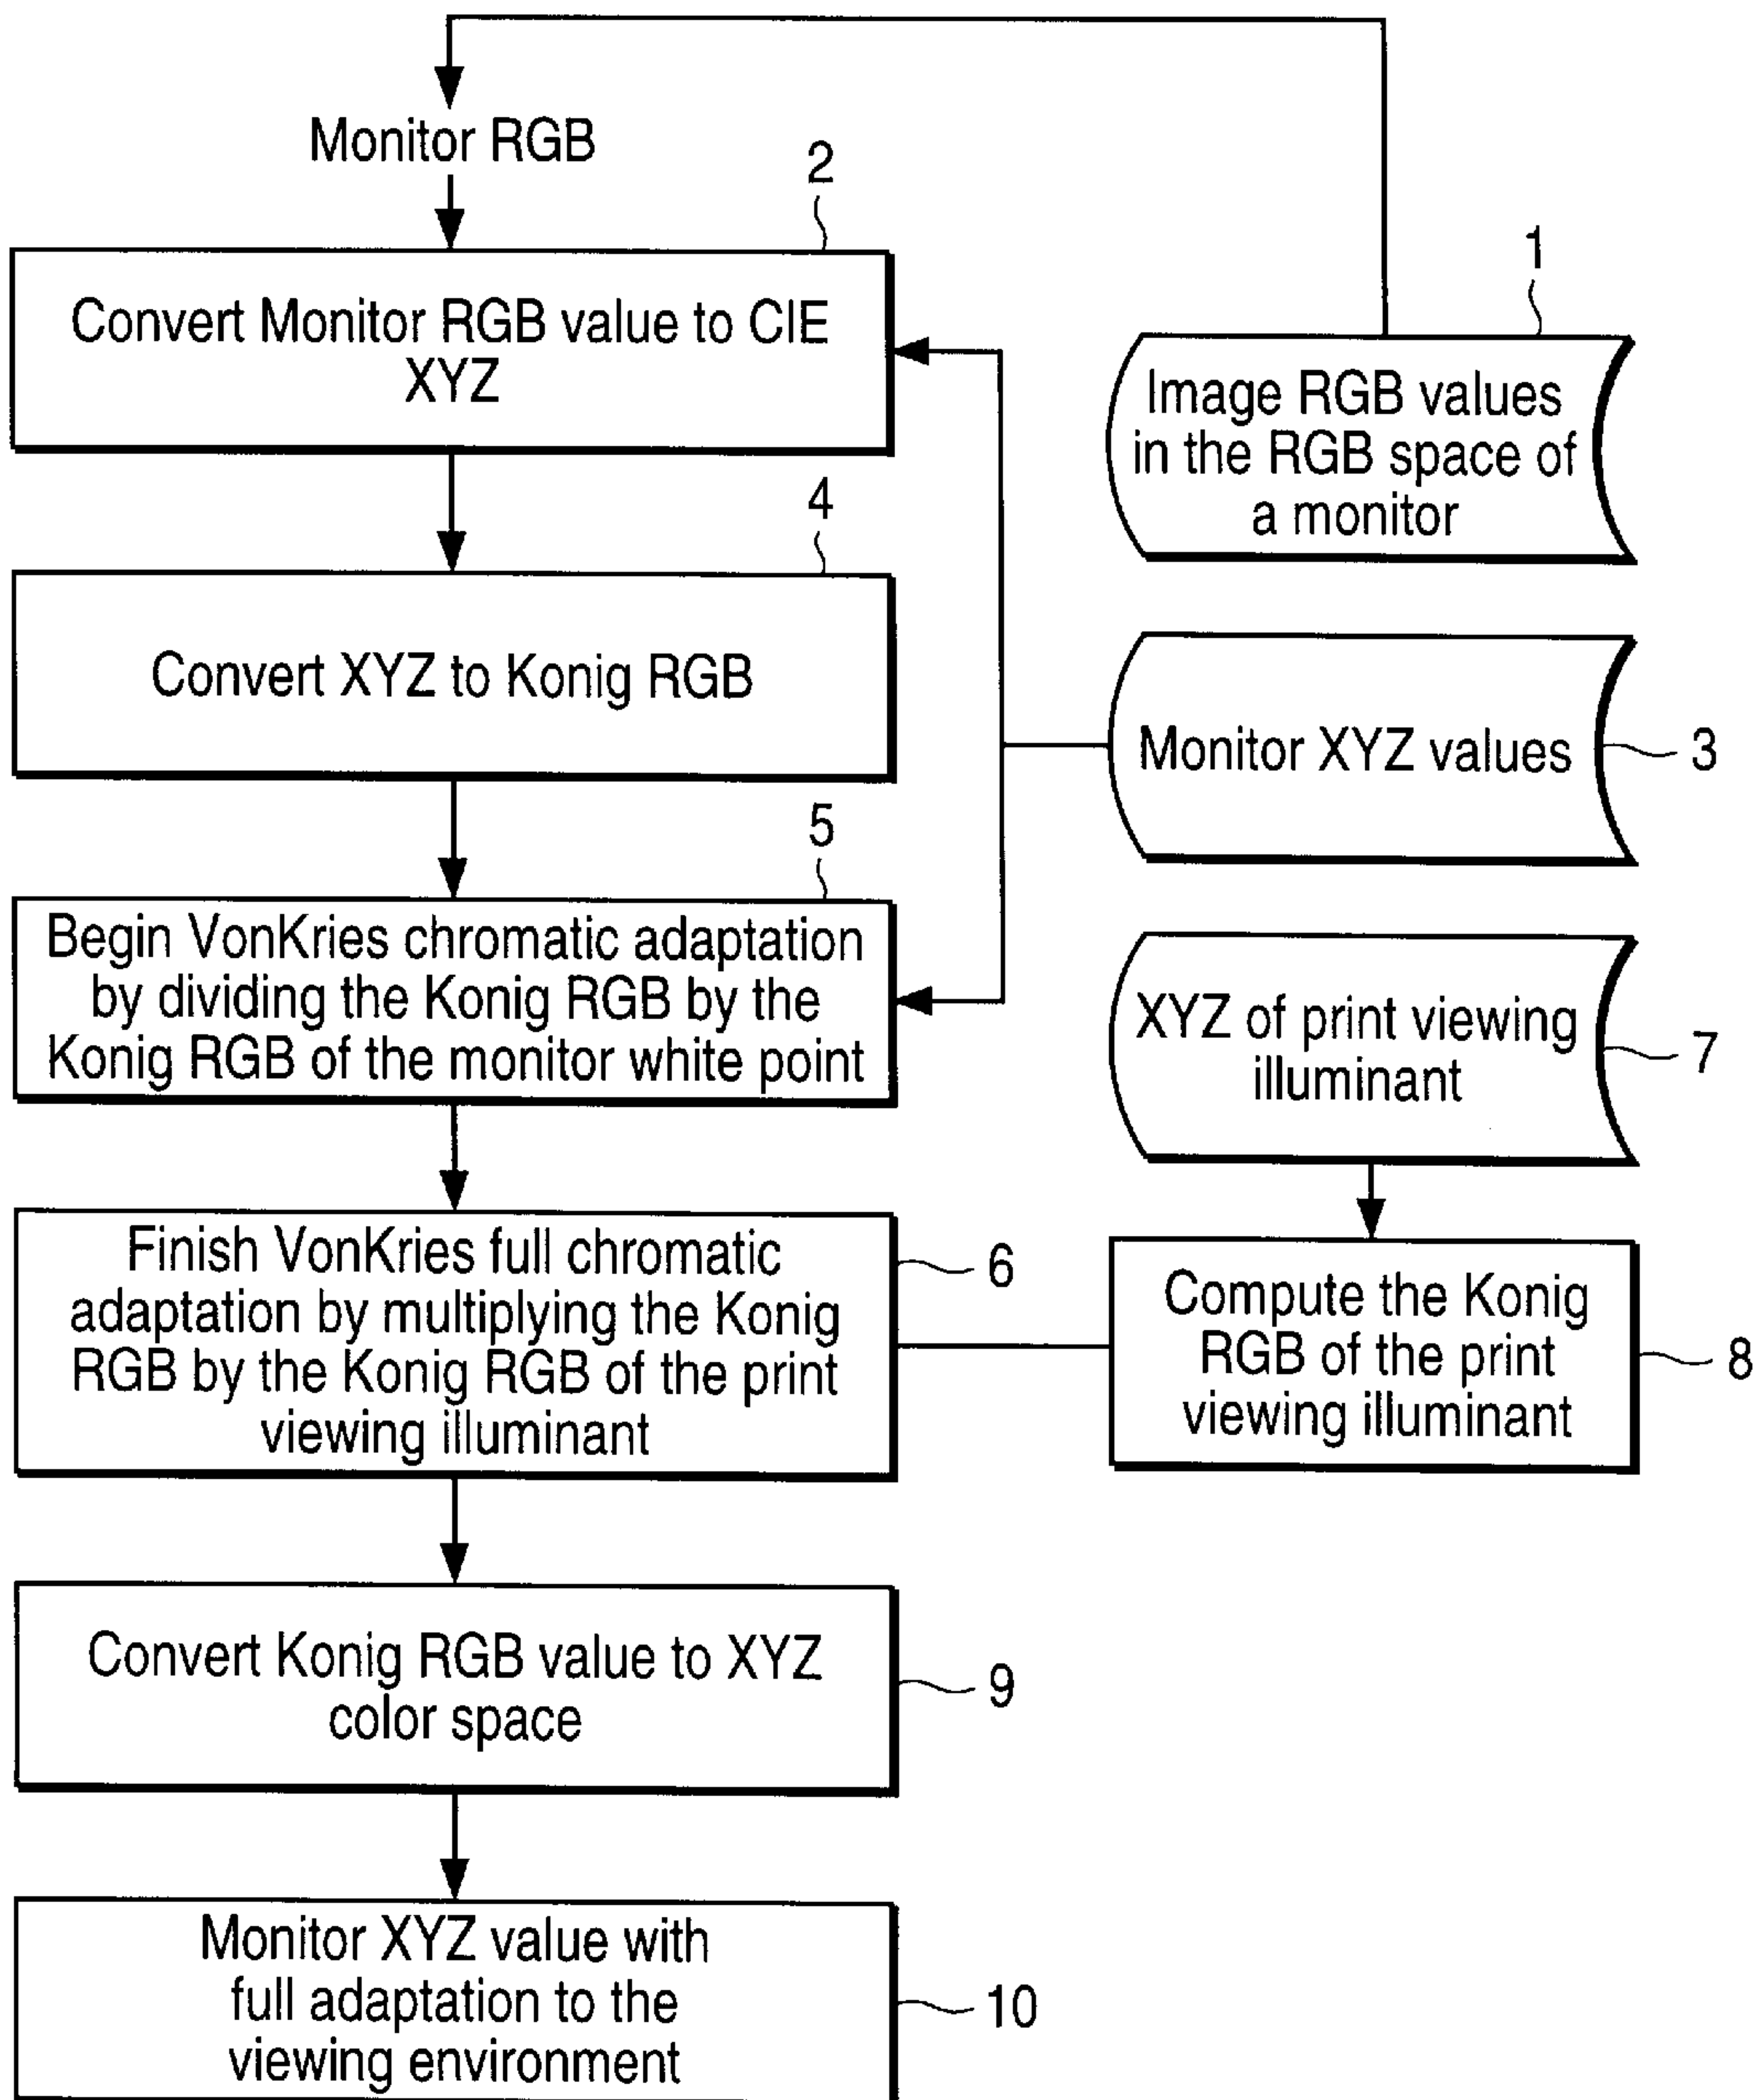 Monitor RGB
2
Convert Monitor RGB value to CIE
XYZ
1
Image RGB values
in the RGB space of
a monitor
4
Convert XYZ to Konig RGB
Monitor XYZ values
3
5
Begin VonKries chromatic adaptation
by dividing the Konig RGB by the
Konig RGB of the monitor white point
XYZ of print viewing
illuminant
7
Finish VonKries full chromatic
adaptation by multiplying the Konig
RGB by the Konig RGB of the print
viewing illuminant
6
Compute the Konig
RGB of the print
viewing illuminant
8
Convert Konig RGB value to XYZ
color space
9
Monitor XYZ value with
full adaptation to the
viewing environment
10